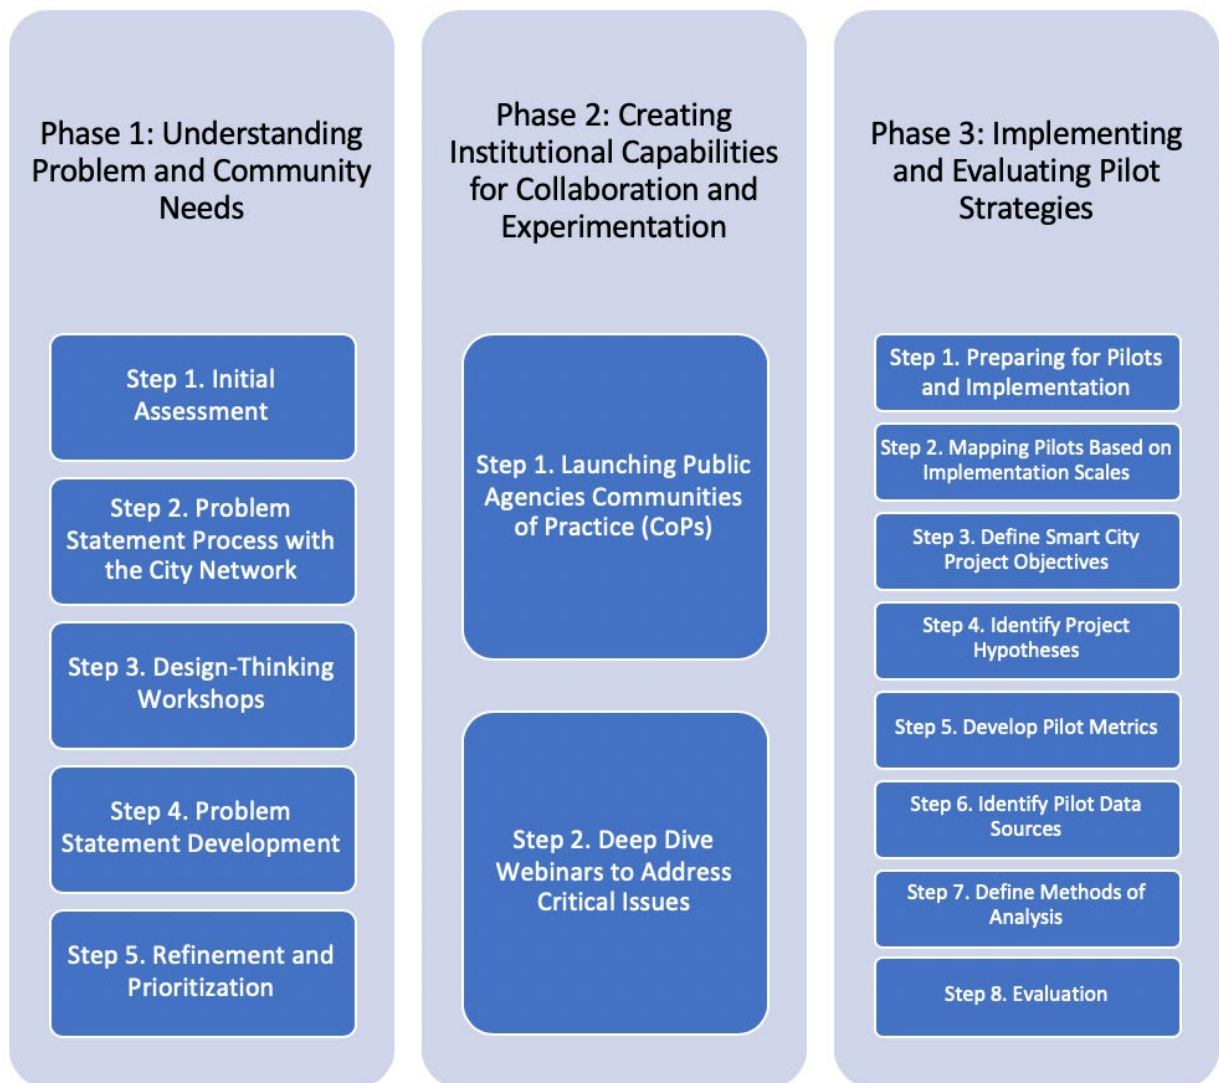 Phase 1: Understanding
Problem and Community
Needs
Step 1. Initial
Assessment
Step 2. Problem
Statement Process with
the City Network
Step 3. Design-Thinking
Workshops
Step 4. Problem
Statement Development
Step 5. Refinement and
Prioritization
Phase 2: Creating
Institutional Capabilities
for Collaboration and
Experimentation
Step 1. Launching Public
Agencies Communities
of Practice (CoPs)
Step 2. Deep Dive
Webinars to Address
Critical Issues
Phase 3: Implementing
and Evaluating Pilot
Strategies
Step 1. Preparing for Pilots
and Implementation
Step 2. Mapping Pilots Based on
Implementation Scales
Step 3. Define Smart City
Project Objectives
Step 4. Identify Project
Hypotheses
Step 5. Develop Pilot Metrics
Step 6. Identify Pilot Data
Sources
Step 7. Define Methods of
Analysis
Step 8. Evaluation